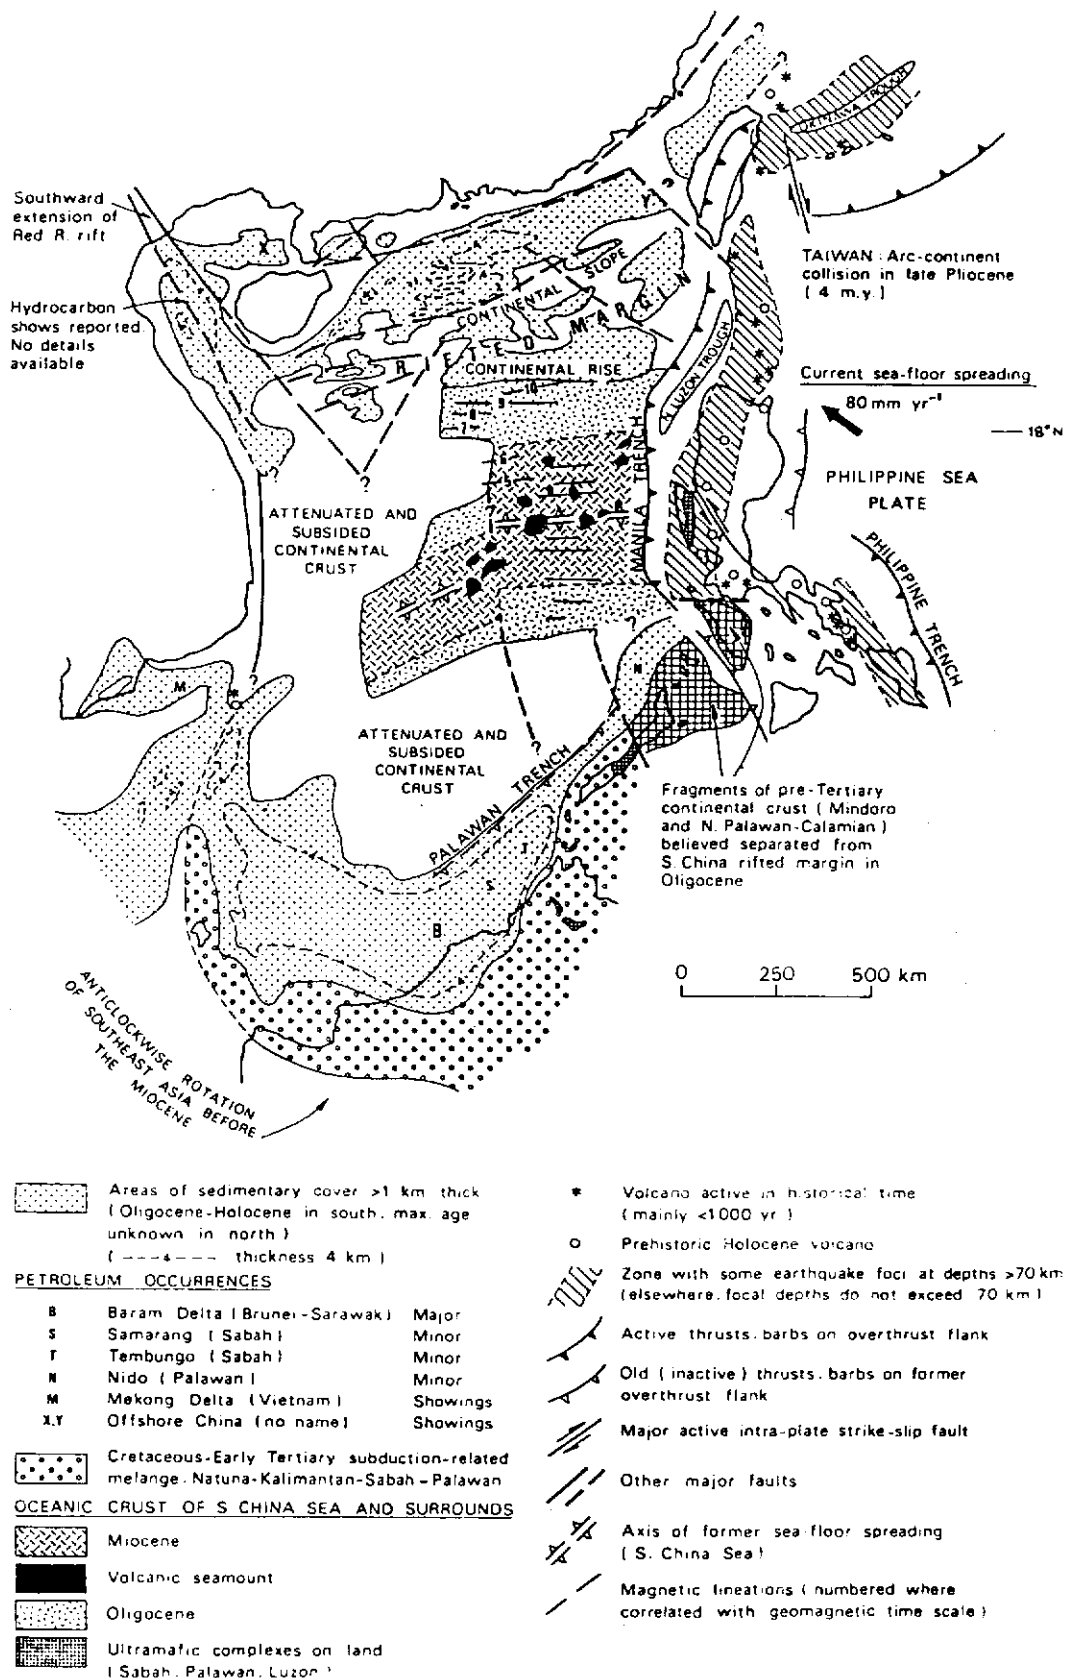 OKINAWA TROUGH
Southward
extension of
Red R. rift
X
Y
?
TAIWAN : Arc-continent
collision in late Pliocene
( 4 m.y. )
Hydrocarbon
shows reported.
No details
available
CONTINENTAL SLOPE
RIFTED MARGIN
CONTINENTAL RISE
N LUZON TROUGH
Current sea-floor spreading
80 mm yr⁻¹
18°N
10
9
8
7
MANILA TRENCH
PHILIPPINE SEA
PLATE
ATTENUATED AND
SUBSIDED
CONTINENTAL
CRUST
PHILIPPINE TRENCH
M
N
ATTENUATED AND
SUBSIDED
CONTINENTAL
CRUST
PALAWAN TRENCH
Fragments of pre-Tertiary
continental crust ( Mindoro
and N. Palawan-Calamian )
believed separated from
S. China rifted margin in
Oligocene
T
S
B
0 250 500 km
ANTICLOCKWISE ROTATION
OF SOUTHEAST ASIA BEFORE
THE MIOCENE
Areas of sedimentary cover >1 km thick
( Oligocene-Holocene in south, max. age
unknown in north )
( ---4--- thickness 4 km )
PETROLEUM OCCURRENCES
B Baram Delta ( Brunei-Sarawak ) Major
S Samarang ( Sabah ) Minor
T Tembungo ( Sabah ) Minor
N Nido ( Palawan ) Minor
M Mekong Delta ( Vietnam ) Showings
X,Y Offshore China ( no name ) Showings
Cretaceous-Early Tertiary subduction-related
melange. Natuna-Kalimantan-Sabah-Palawan
OCEANIC CRUST OF S CHINA SEA AND SURROUNDS
Miocene
Volcanic seamount
Oligocene
Ultramafic complexes on land
( Sabah, Palawan, Luzon )
* Volcano active in historical time
( mainly <1000 yr )
o Prehistoric Holocene volcano
Zone with some earthquake foci at depths >70 km
( elsewhere, focal depths do not exceed 70 km )
Active thrusts, barbs on overthrust flank
Old ( inactive ) thrusts, barbs on former
overthrust flank
Major active intra-plate strike-slip fault
Other major faults
Axis of former sea-floor spreading
( S. China Sea )
Magnetic lineations ( numbered where
correlated with geomagnetic time scale )